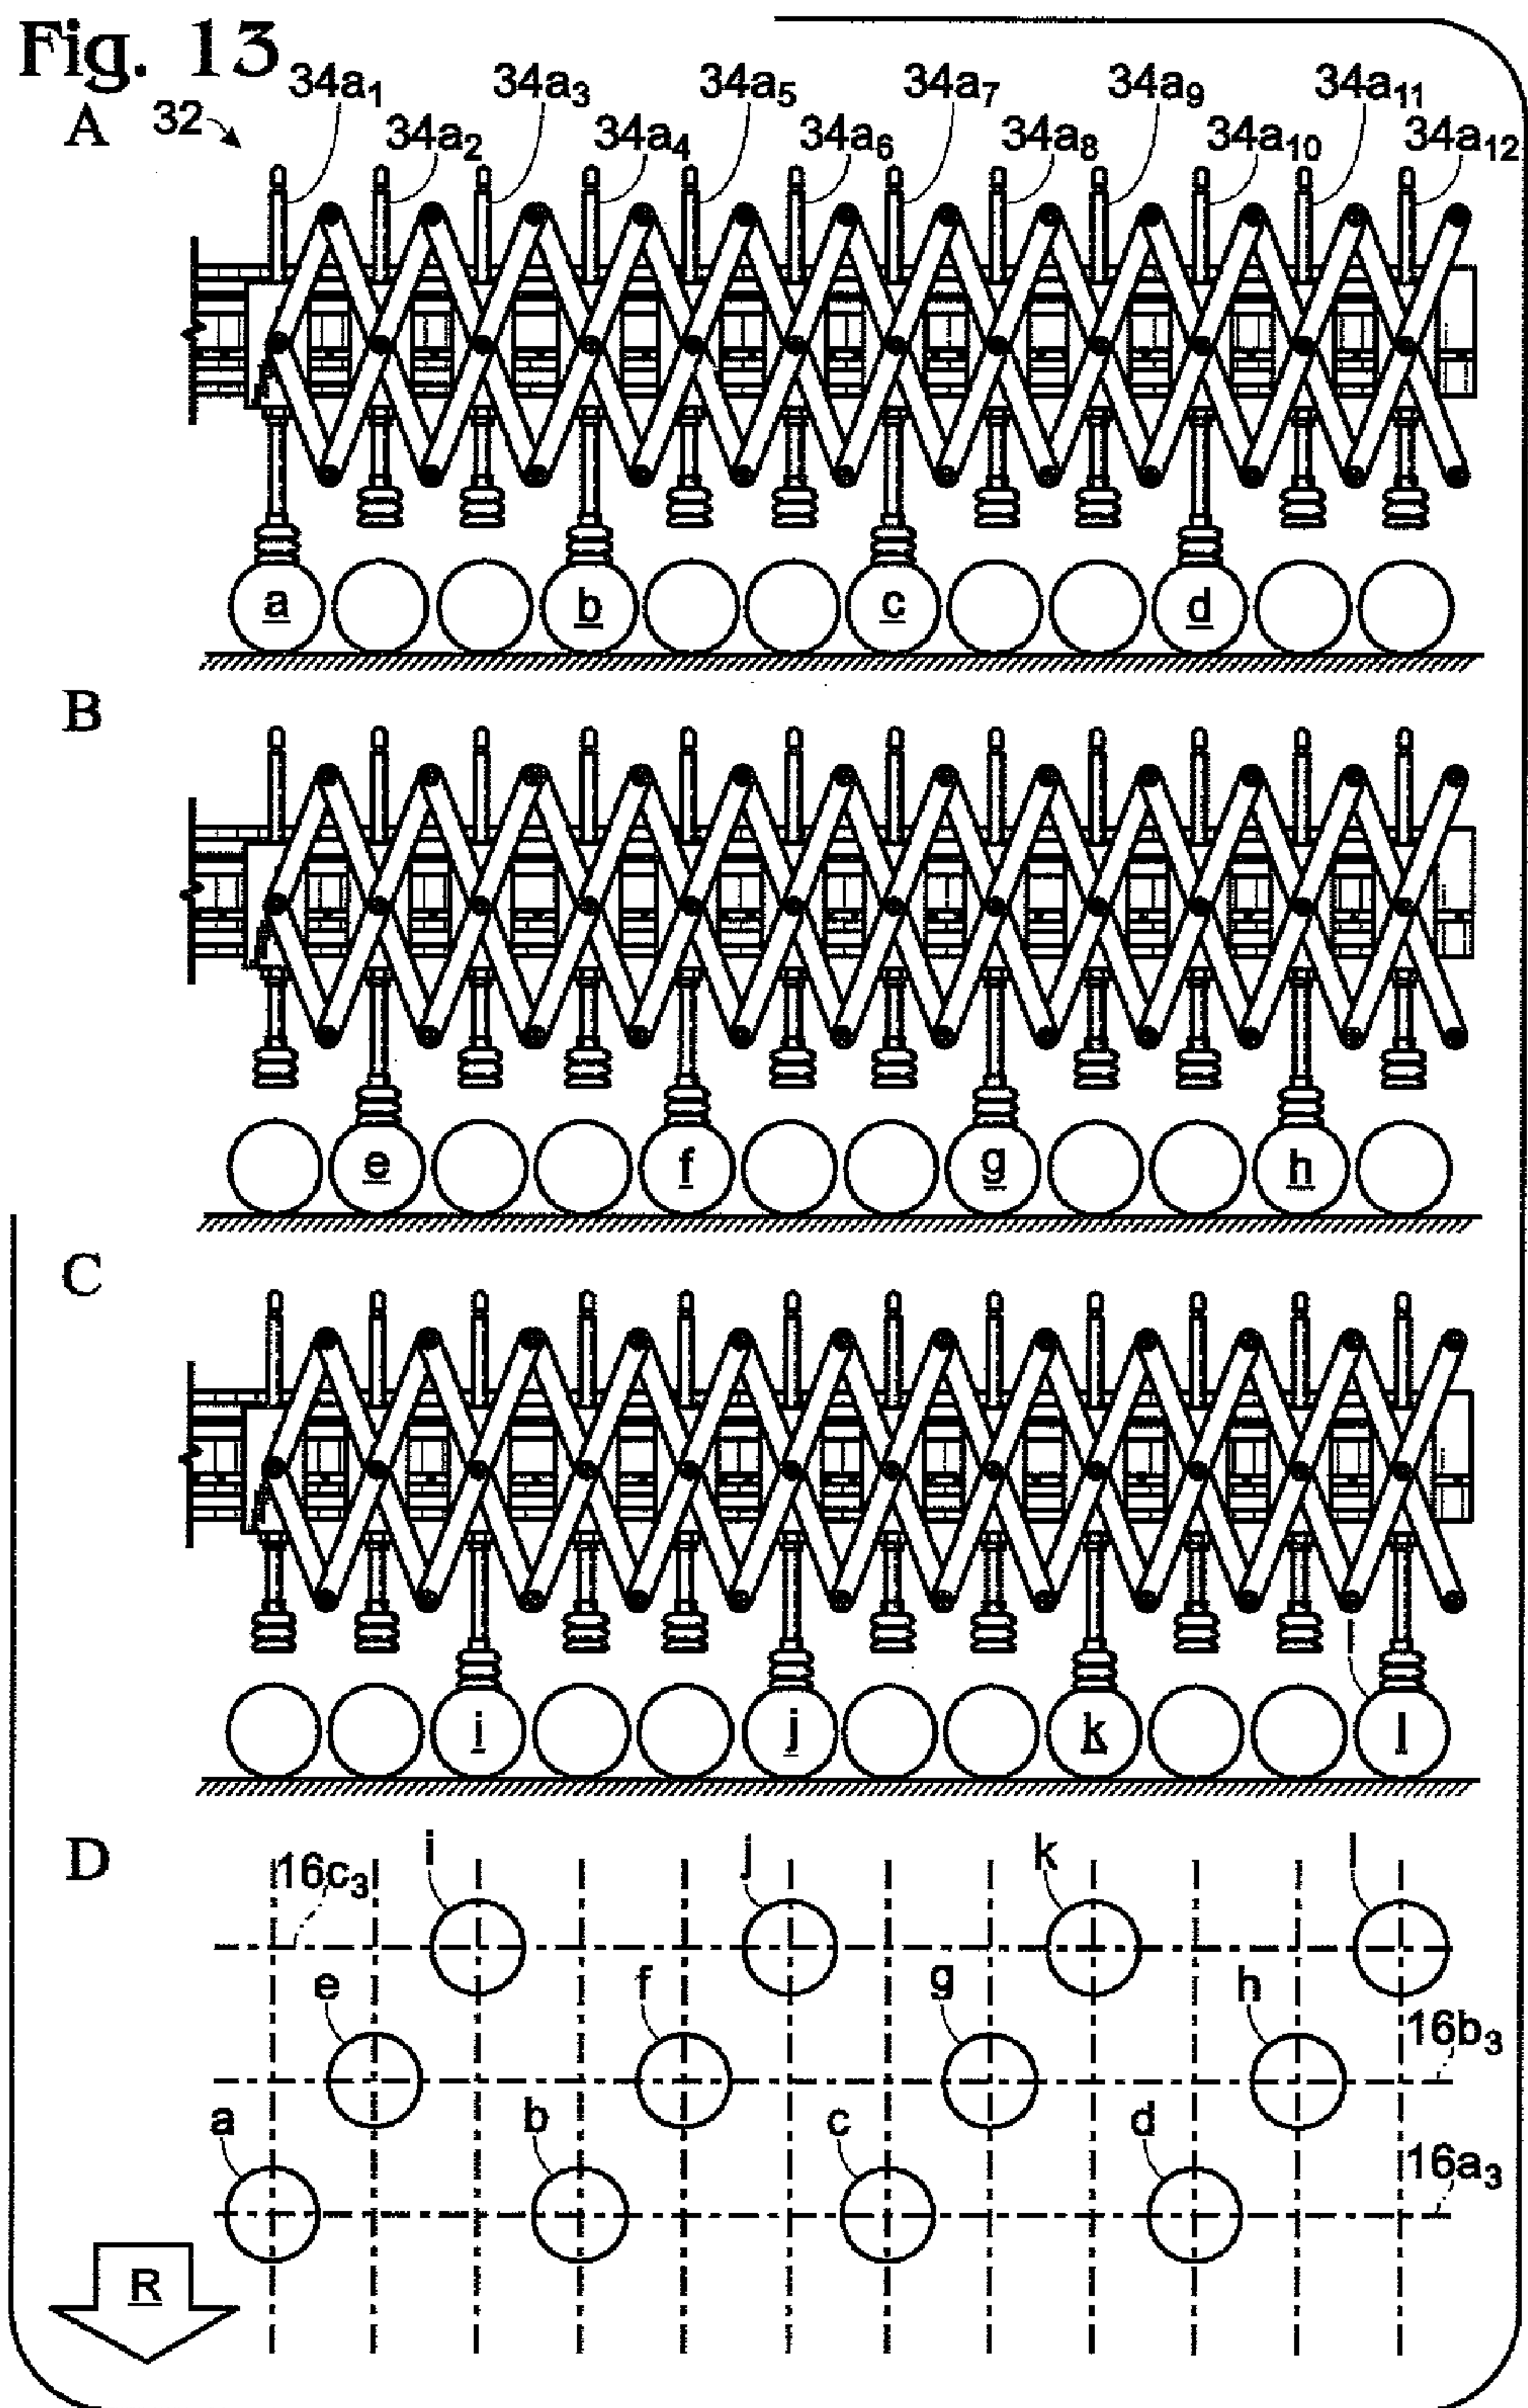 Fig. 13
A 32 34a1 34a2 34a3 34a4 34a5 34a6 34a7 34a8 34a9 34a10 34a11 34a12
a b c d
B
e f g h
C
l
i j k l
D
16c3 i j k l
e f g h
16b3
a b c d
16a3
R